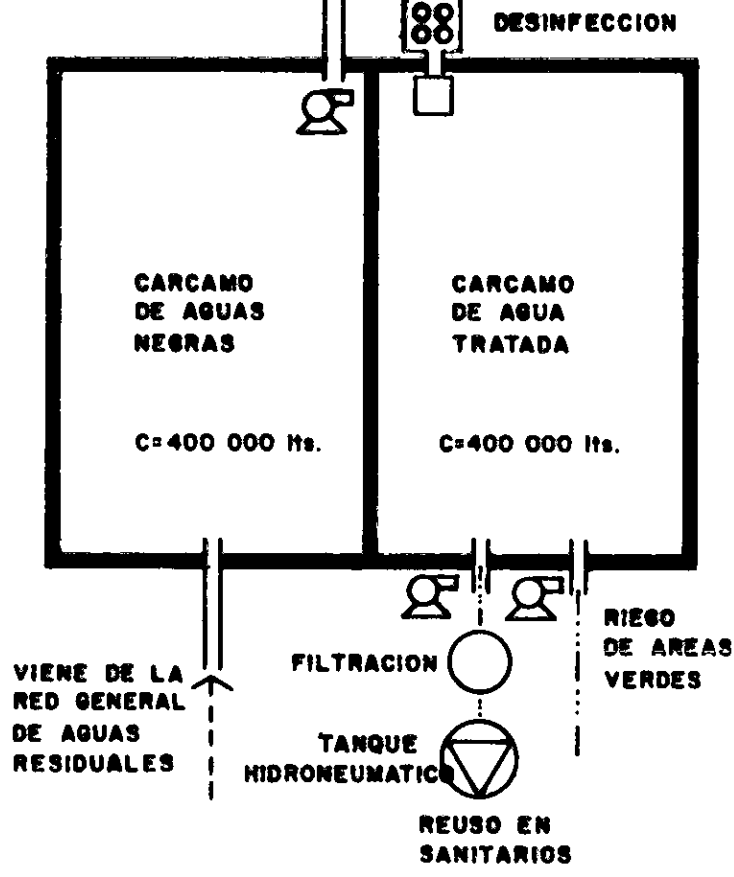 DESINFECCION
CARCAMO
DE AGUAS
NEGRAS
C=400 000 lts.
CARCAMO
DE AGUA
TRATADA
C=400 000 lts.
VIENE DE LA
RED GENERAL
DE AGUAS
RESIDUALES
FILTRACION
TANQUE
HIDRONEUMATICO
REUSO EN
SANITARIOS
RIEGO
DE AREAS
VERDES